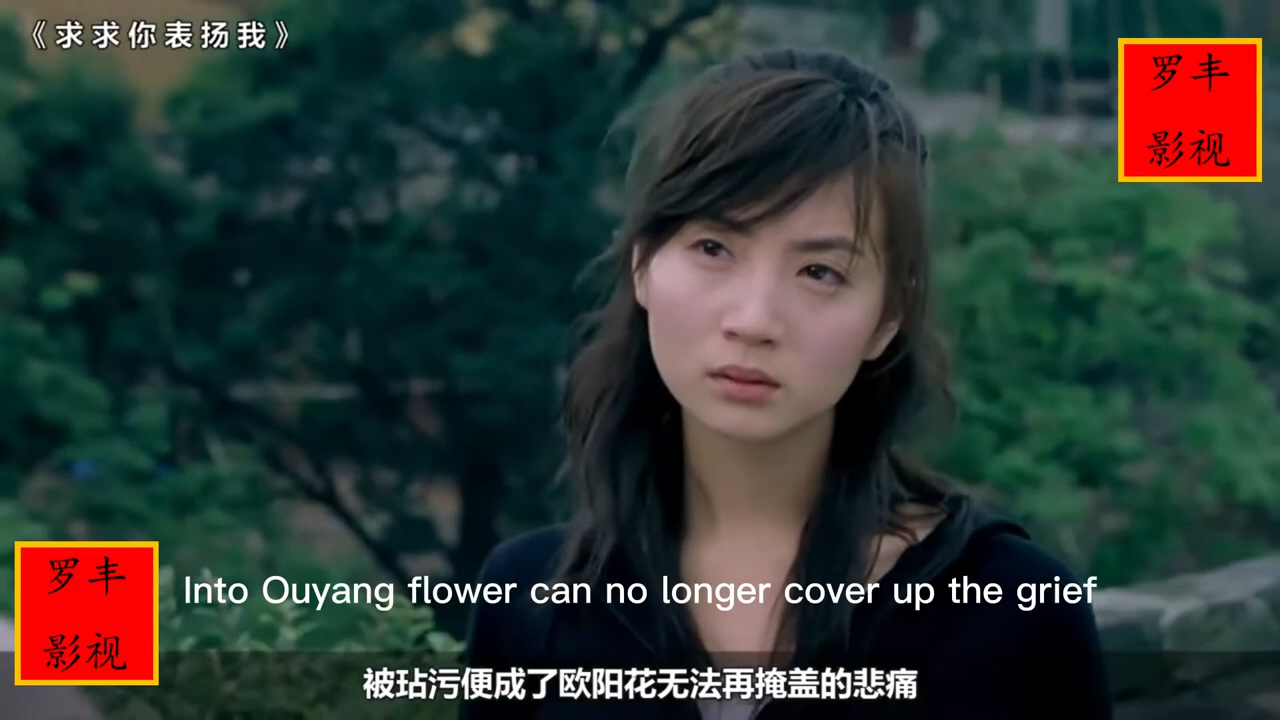 《求求你表扬我》
罗丰
影视
罗丰
影视
Into Ouyang flower can no longer cover up the grief
被玷污便成了欧阳花无法再掩盖的悲痛